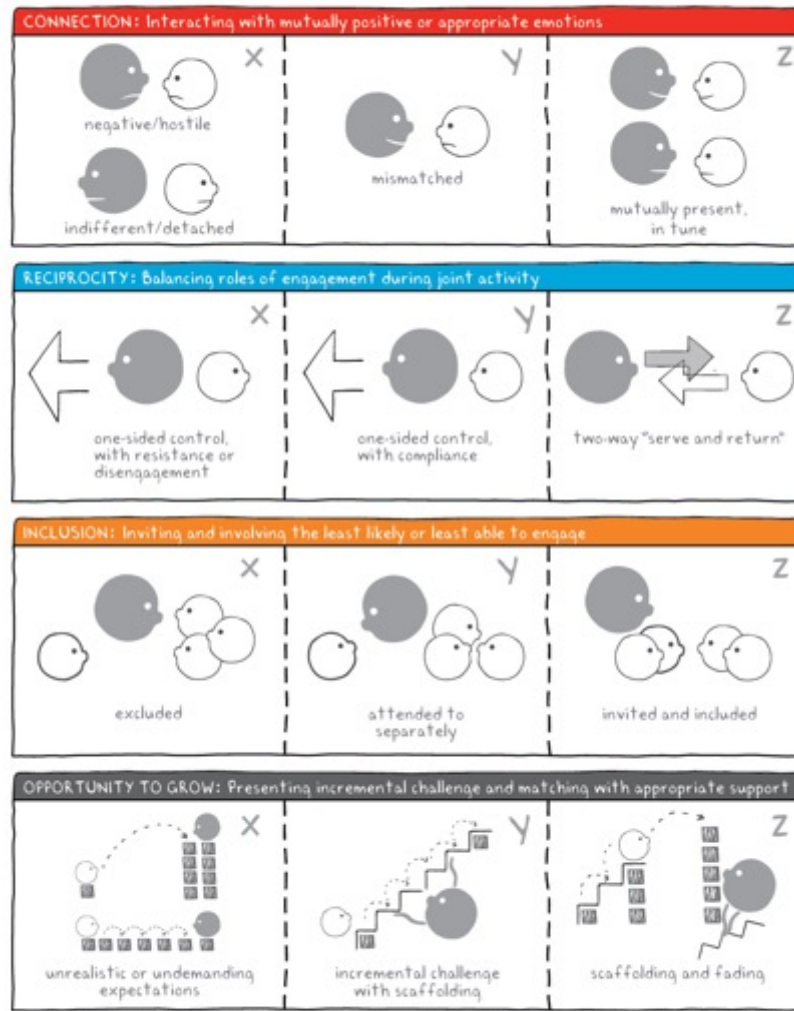 CONNECTION: Interacting with mutually positive or appropriate emotions
X
negative/hostile
indifferent/detached
Y
mismatched
Z
mutually present,
in tune
RECIPROCITY: Balancing roles of engagement during joint activity
X
one-sided control,
with resistance or
disengagement
Y
one-sided control,
with compliance
Z
two-way "serve and return"
INCLUSION: Inviting and involving the least likely or least able to engage
X
excluded
Y
attended to
separately
Z
invited and included
OPPORTUNITY TO GROW: Presenting incremental challenge and matching with appropriate support
X
unrealistic or undemanding
expectations
Y
incremental challenge
with scaffolding
Z
scaffolding and fading